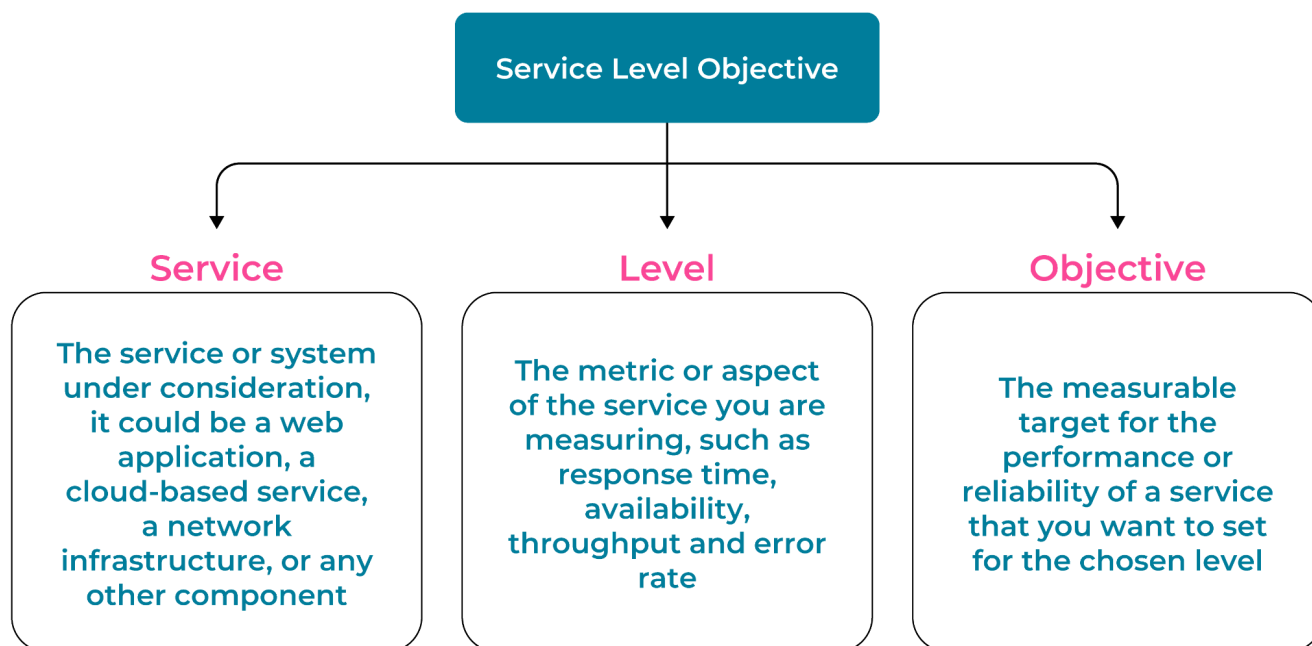 Service Level Objective
Service
The service or system
under consideration,
it could be a web
application, a
cloud-based service,
a network
infrastructure, or any
other component
Level
The metric or aspect
of the service you are
measuring, such as
response time,
availability,
throughput and error
rate
Objective
The measurable
target for the
performance or
reliability of a service
that you want to set
for the chosen level